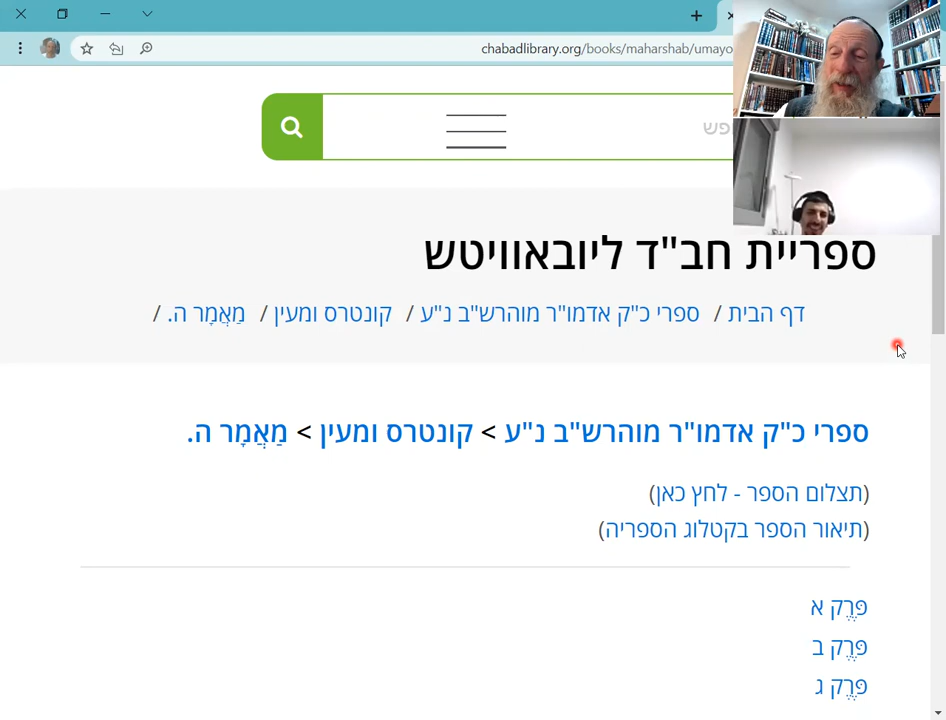 chabadlibrary.org/books/maharshab/umayo
ספריית חב"ד ליובאוויטש
דף הבית / ספרי כ"ק אדמו"ר מוהרש"ב נ"ע / קונטרס ומעין / מַאֲמָר ה. /
ספרי כ"ק אדמו"ר מוהרש"ב נ"ע > קונטרס ומעין > מַאֲמָר ה.
(תצלום הספר - לחץ כאן)
(תיאור הספר בקטלוג הספריה)
פֶּרֶק א
פֶּרֶק ב
פֶּרֶק ג